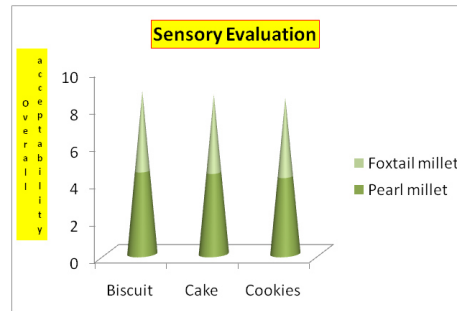 Sensory Evaluation
Overall
acceptability
10
8
6
4
2
0
Biscuit Cake Cookies
Foxtail millet
Pearl millet